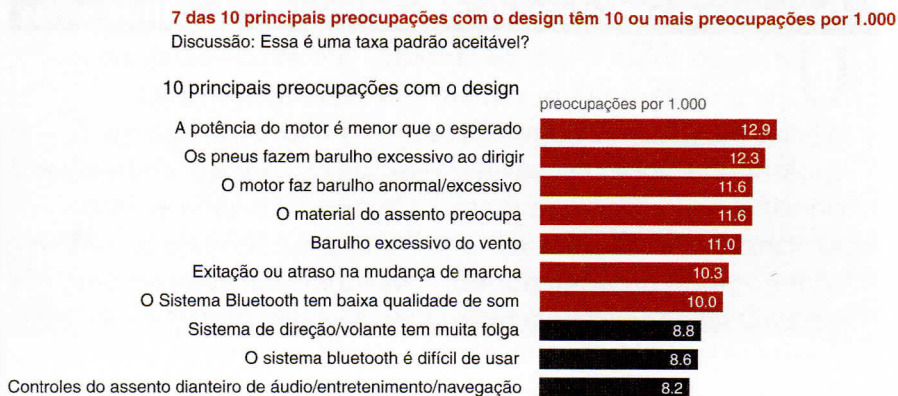 7 das 10 principais preocupações com o design têm 10 ou mais preocupações por 1.000
Discussão: Essa é uma taxa padrão aceitável?
10 principais preocupações com o design
preocupações por 1.000
A potência do motor é menor que o esperado 12.9
Os pneus fazem barulho excessivo ao dirigir 12.3
O motor faz barulho anormal/excessivo 11.6
O material do assento preocupa 11.6
Barulho excessivo do vento 11.0
Exitação ou atraso na mudança de marcha 10.3
O Sistema Bluetooth tem baixa qualidade de som 10.0
Sistema de direção/volante tem muita folga 8.8
O sistema bluetooth é difícil de usar 8.6
Controles do assento dianteiro de áudio/entretenimento/navegação 8.2